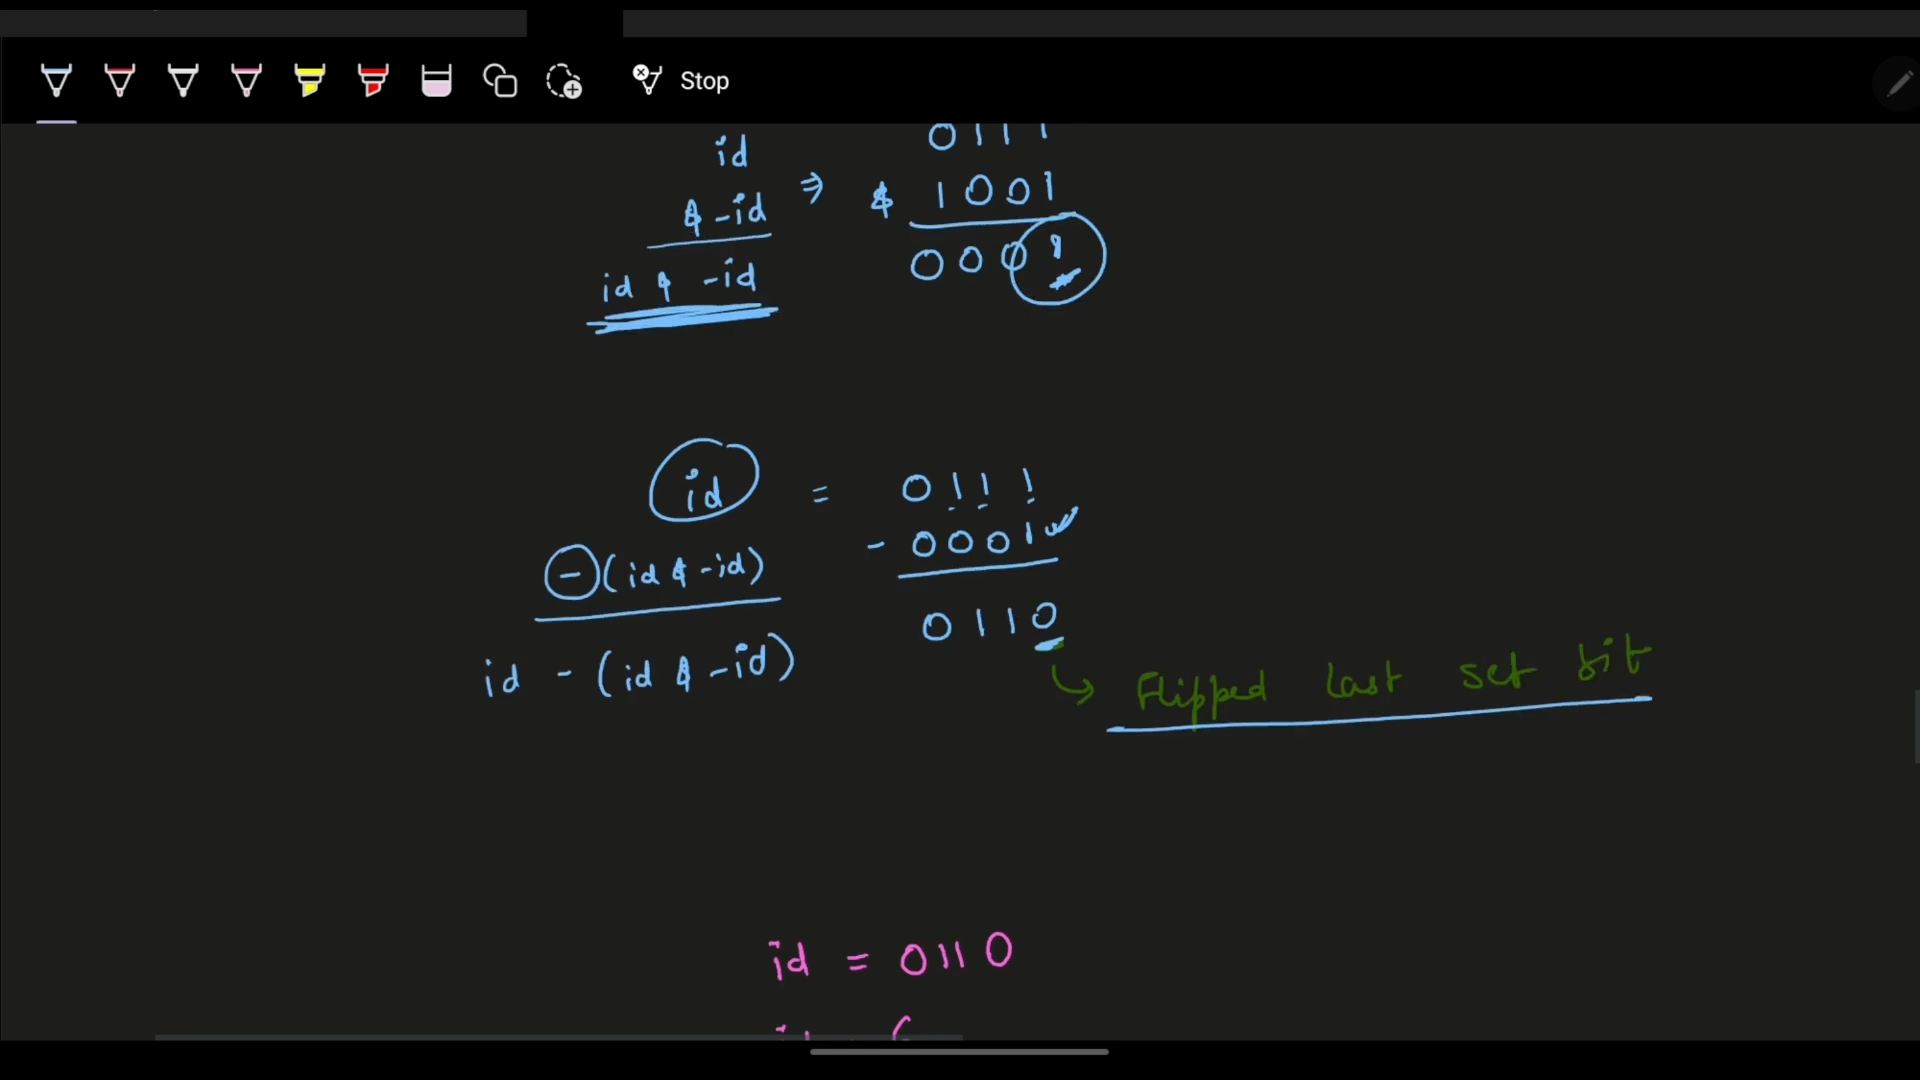 Stop
id
0111
& -id ⇒ & 1001
id & -id
0001
id = 0111
-(id & -id) - 0001
0110
id - (id & -id)
Flipped last set bit
id = 0110